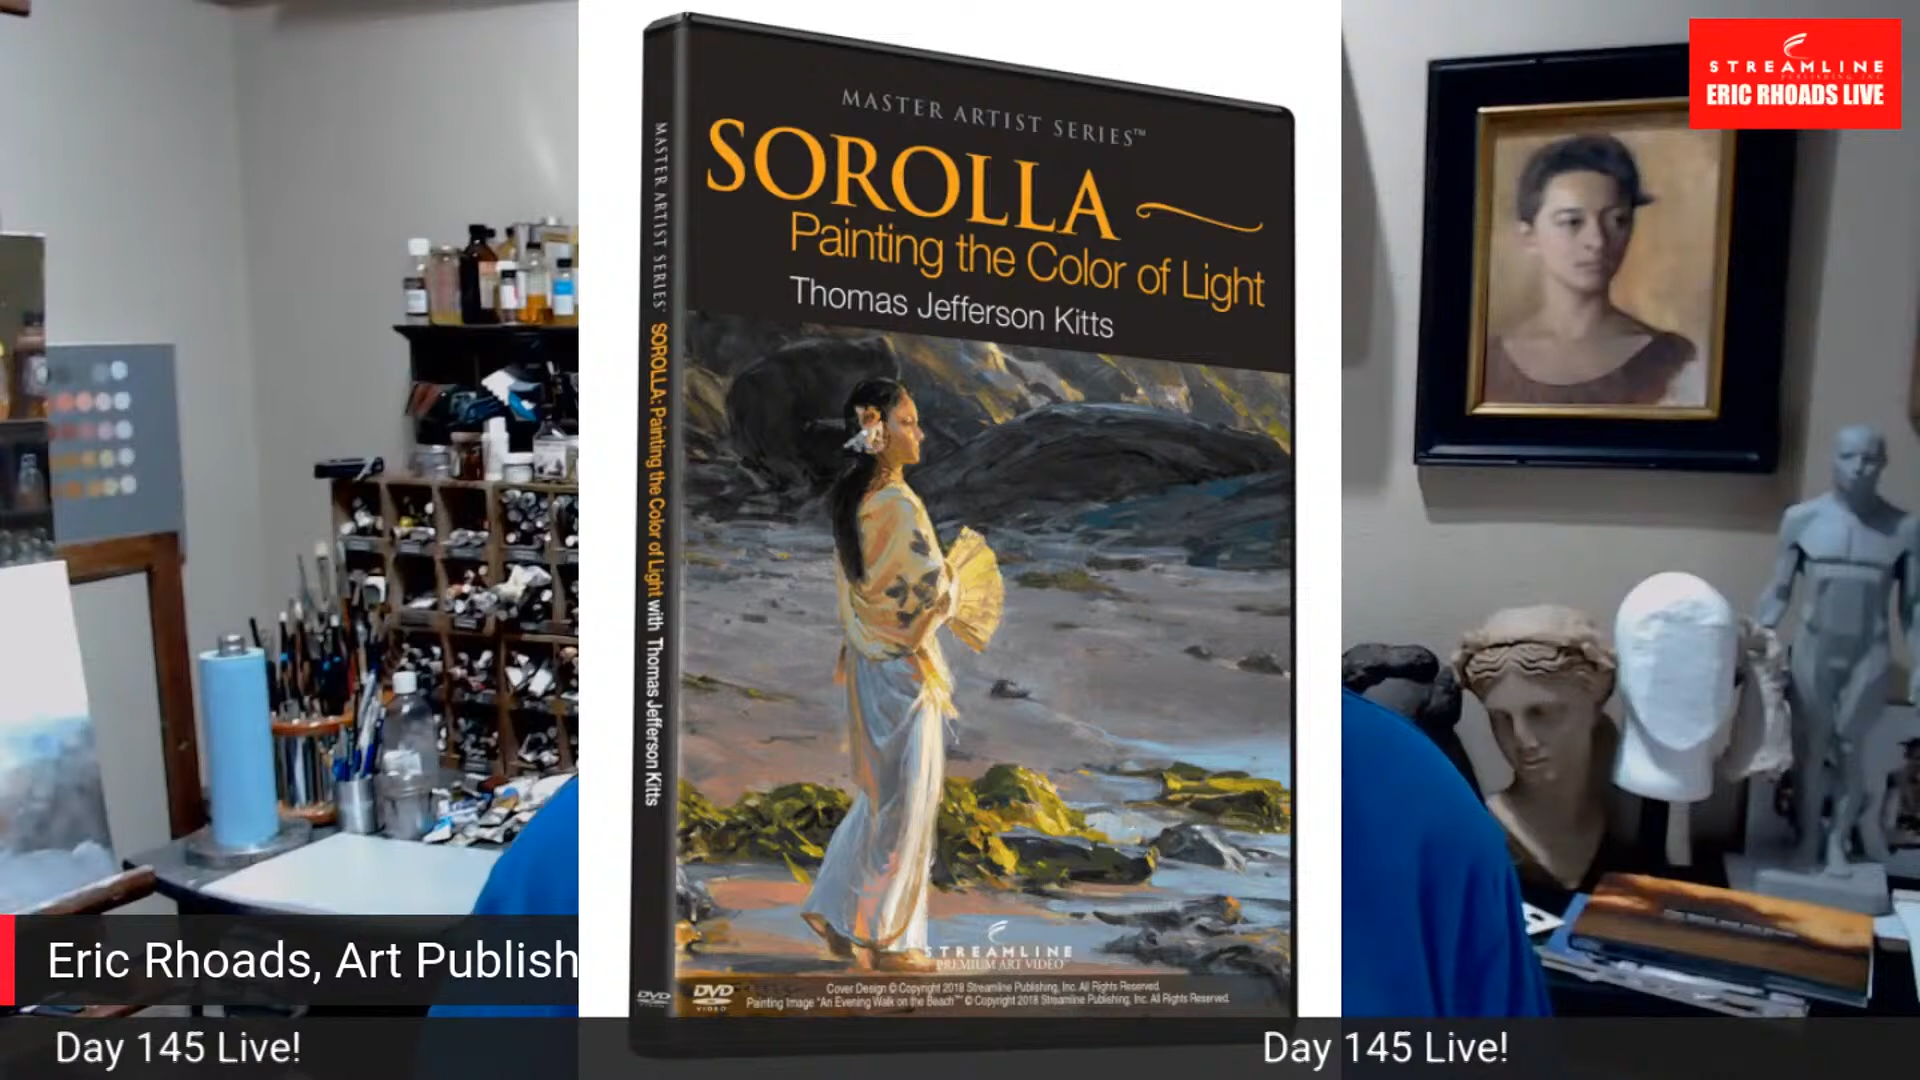 STREAMLINE
PUBLISHING, INC.
ERIC RHOADS LIVE
MASTER ARTIST SERIES™
SOROLLA
Painting the Color of Light
Thomas Jefferson Kitts
MASTER ARTIST SERIES SOROLLA: Painting the Color of Light with Thomas Jefferson Kitts
STREAMLINE
PREMIUM ART VIDEO
DVD
DVD
VIDEO
Cover Design © Copyright 2018 Streamline Publishing, Inc. All Rights Reserved.
Painting Image "An Evening Walk on the Beach" © Copyright 2018 Streamline Publishing, Inc. All Rights Reserved.
Eric Rhoads, Art Publish
Day 145 Live!
Day 145 Live!